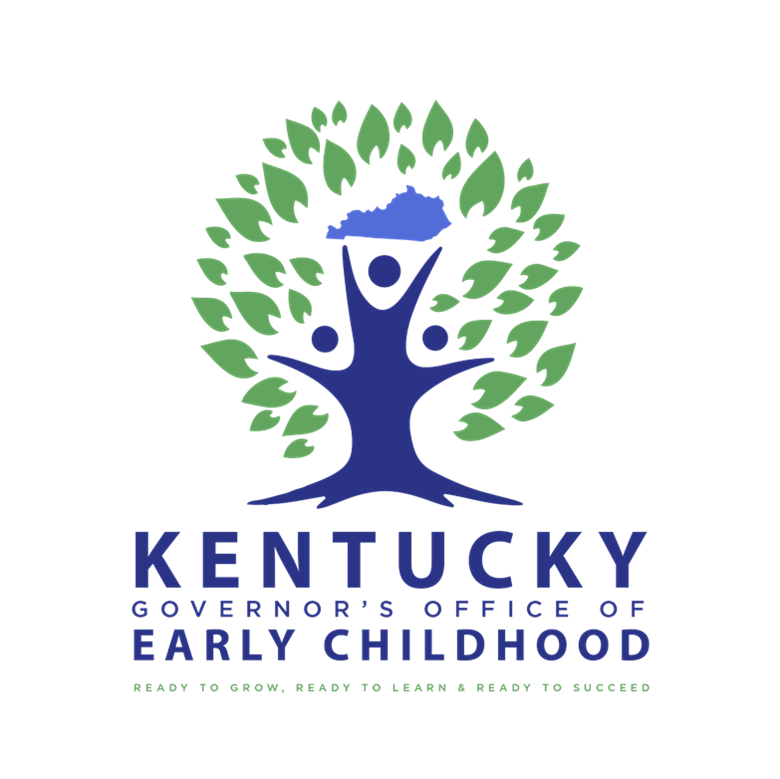 KENTUCKY
GOVERNOR'S OFFICE OF
EARLY CHILDHOOD
READY TO GROW, READY TO LEARN & READY TO SUCCEED